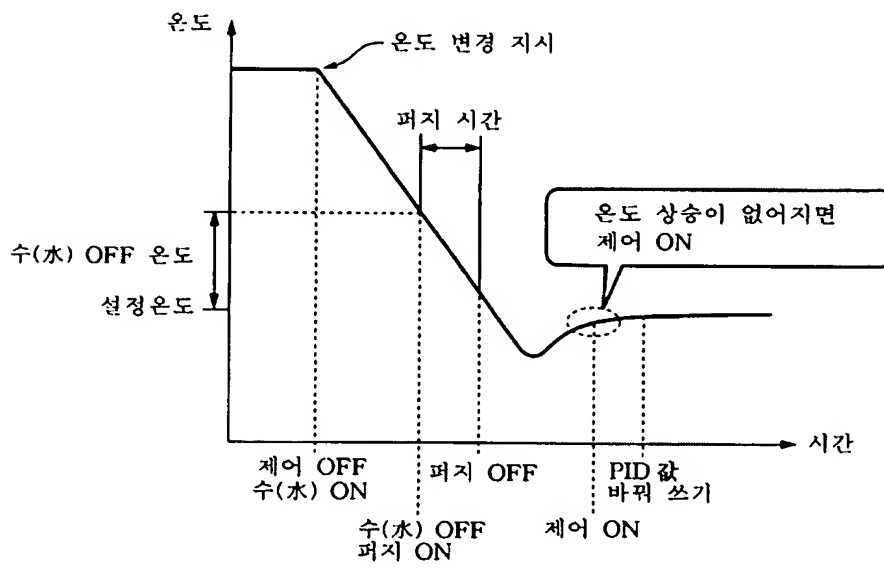 온도
온도 변경 지시
퍼지 시간
온도 상승이 없어지면
제어 ON
수(水) OFF 온도
설정온도
시간
제어 OFF
수(水) ON
퍼지 OFF
PID 값
바꿔 쓰기
수(水) OFF
퍼지 ON
제어 ON